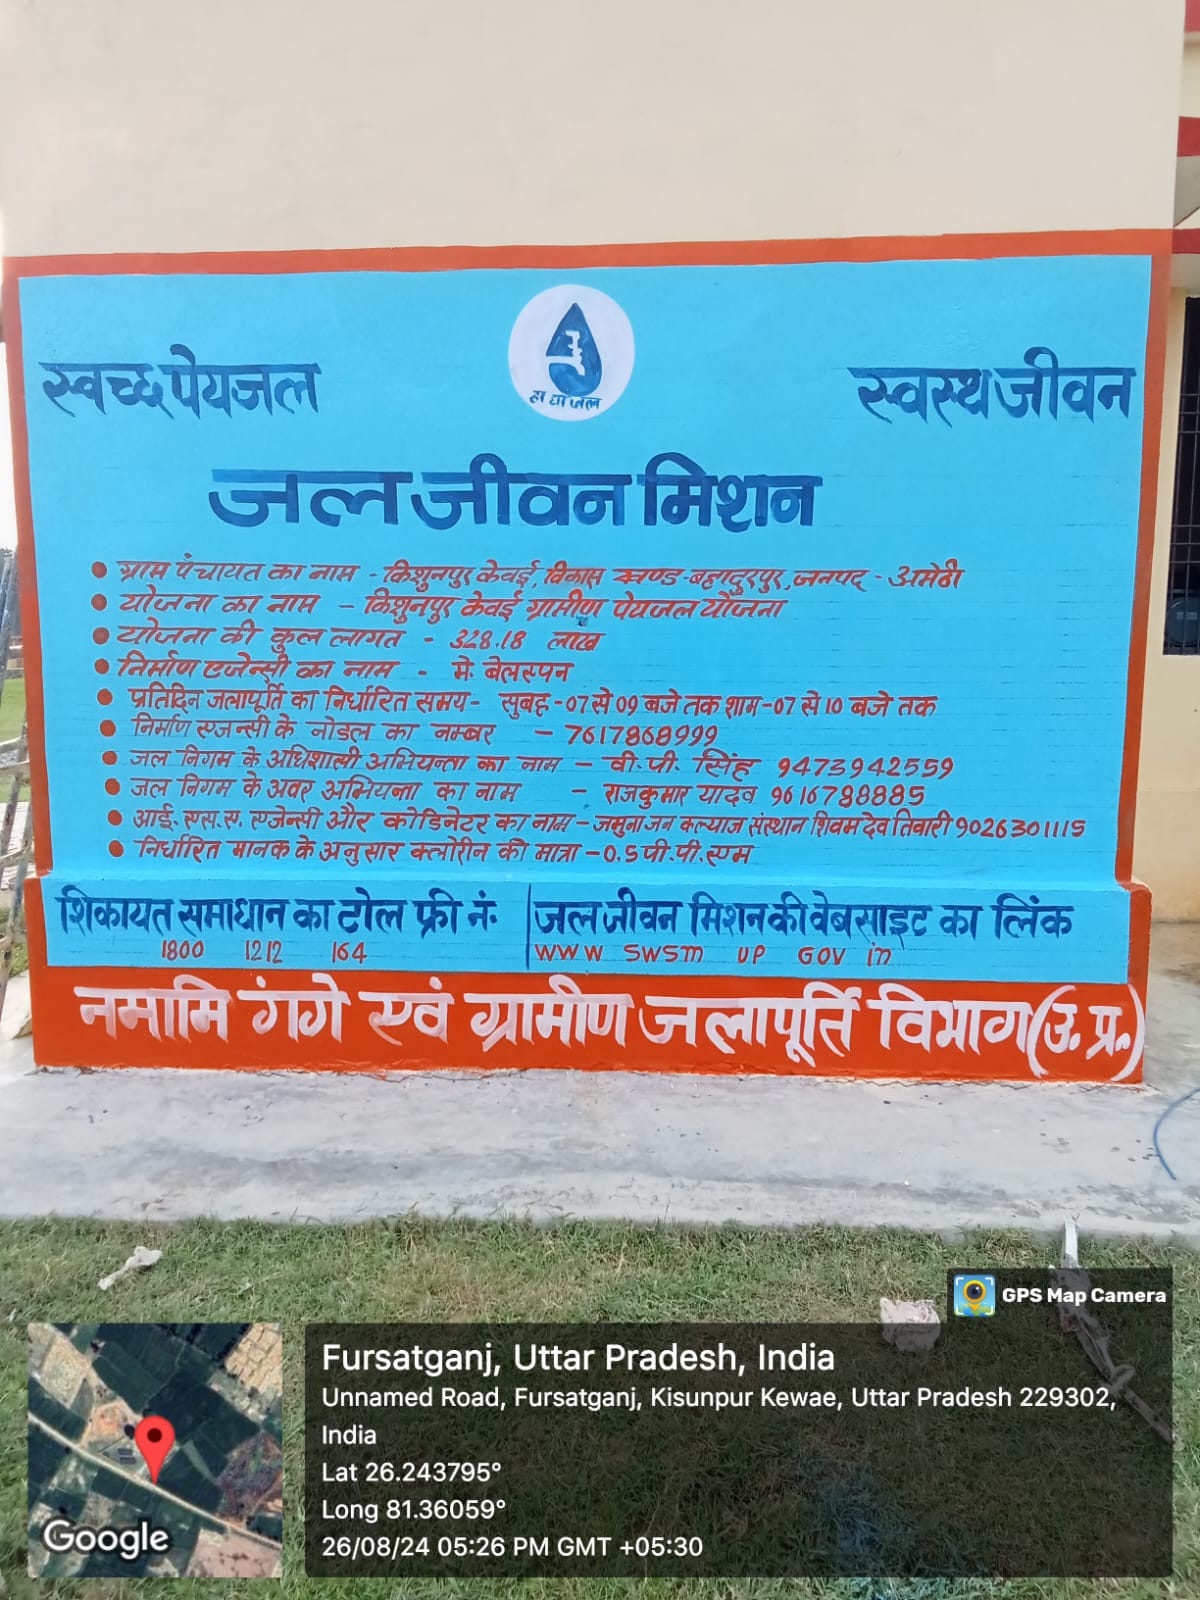 हर घर जल
स्वच्छ पेयजल
स्वस्थ जीवन
जल जीवन मिशन
• ग्राम पंचायत का नाम - किशुनपुर केवई, विकास खण्ड-बहादुरपुर, जनपद - अमेठी
• योजना का नाम - किशुनपुर केवई ग्रामीण पेयजल योजना
• योजना की कुल लागत - 328.18 लाख
• निर्माण एजेन्सी का नाम - मे. वेलस्पन
• प्रतिदिन जलापूर्ति का निर्धारित समय - सुबह -07 से 09 बजे तक शाम -07 से 10 बजे तक
• निर्माण एजन्सी के नोडल का नम्बर - 7617868999
• जल निगम के अधिशासी अभियन्ता का नाम - वी.पी. सिंह 9473942559
• जल निगम के अवर अभियन्ता का नाम - राजकुमार यादव 9616788885
• आई.एस.ए. एजेन्सी और कोडिनेटर का नाम - जमुना जन कल्याज संस्थान शिवम देव तिवारी 9026301115
• निर्धारित मानक के अनुसार क्लोरीन की मात्रा - 0.5 पी.पी.एम
शिकायत समाधान का टोल फ्री नं.
1800 1212 164
जल जीवन मिशन की वेबसाइट का लिंक
WWW SWSM UP GOV in
नमामि गंगे एवं ग्रामीण जलापूर्ति विभाग (उ. प्र.)
GPS Map Camera
Fursatganj, Uttar Pradesh, India
Unnamed Road, Fursatganj, Kisunpur Kewae, Uttar Pradesh 229302,
India
Lat 26.243795°
Long 81.36059°
26/08/24 05:26 PM GMT +05:30
Google